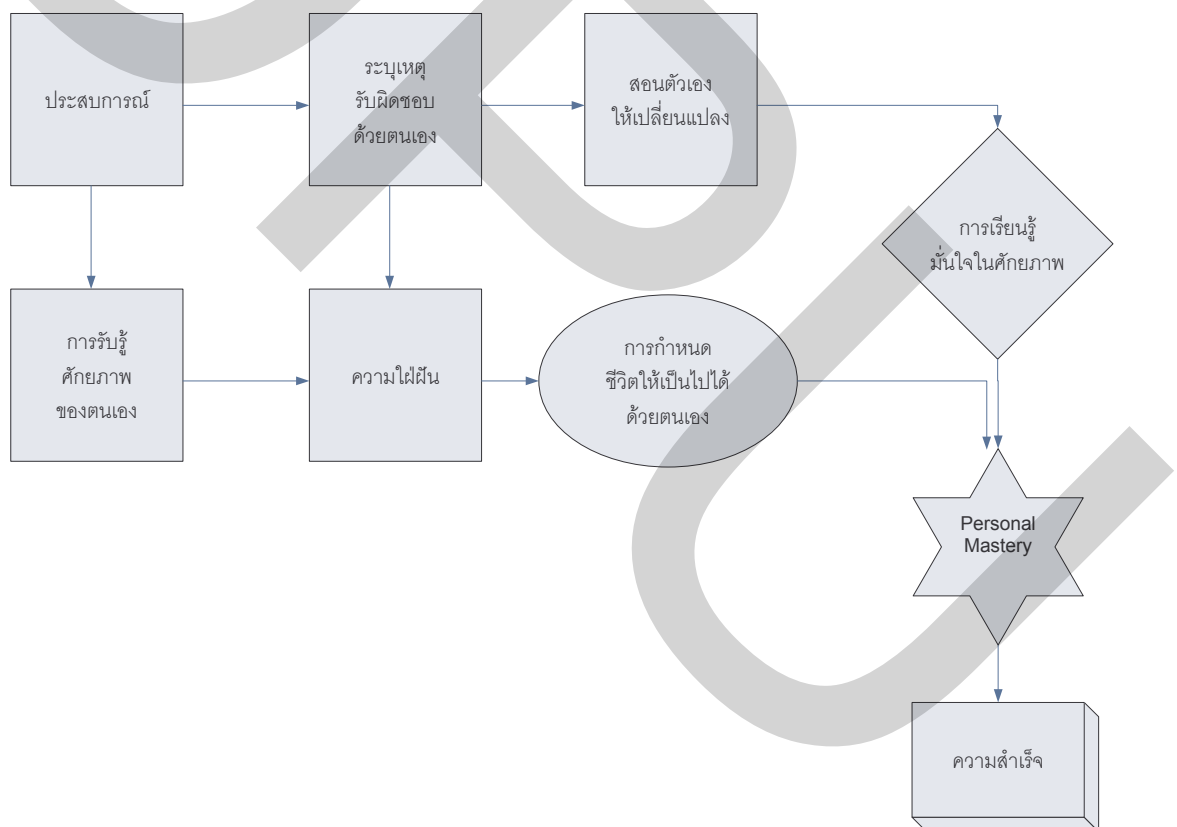 ประสบการณ์
ระบุเหตุ
รับผิดชอบ
ด้วยตนเอง
สอนตัวเอง
ให้เปลี่ยนแปลง
การเรียนรู้
มั่นใจในศักยภาพ
การรับรู้
ศักยภาพ
ของตนเอง
ความใฝ่ฝัน
การกำหนด
ชีวิตให้เป็นไปได้
ด้วยตนเอง
Personal
Mastery
ความสำเร็จ